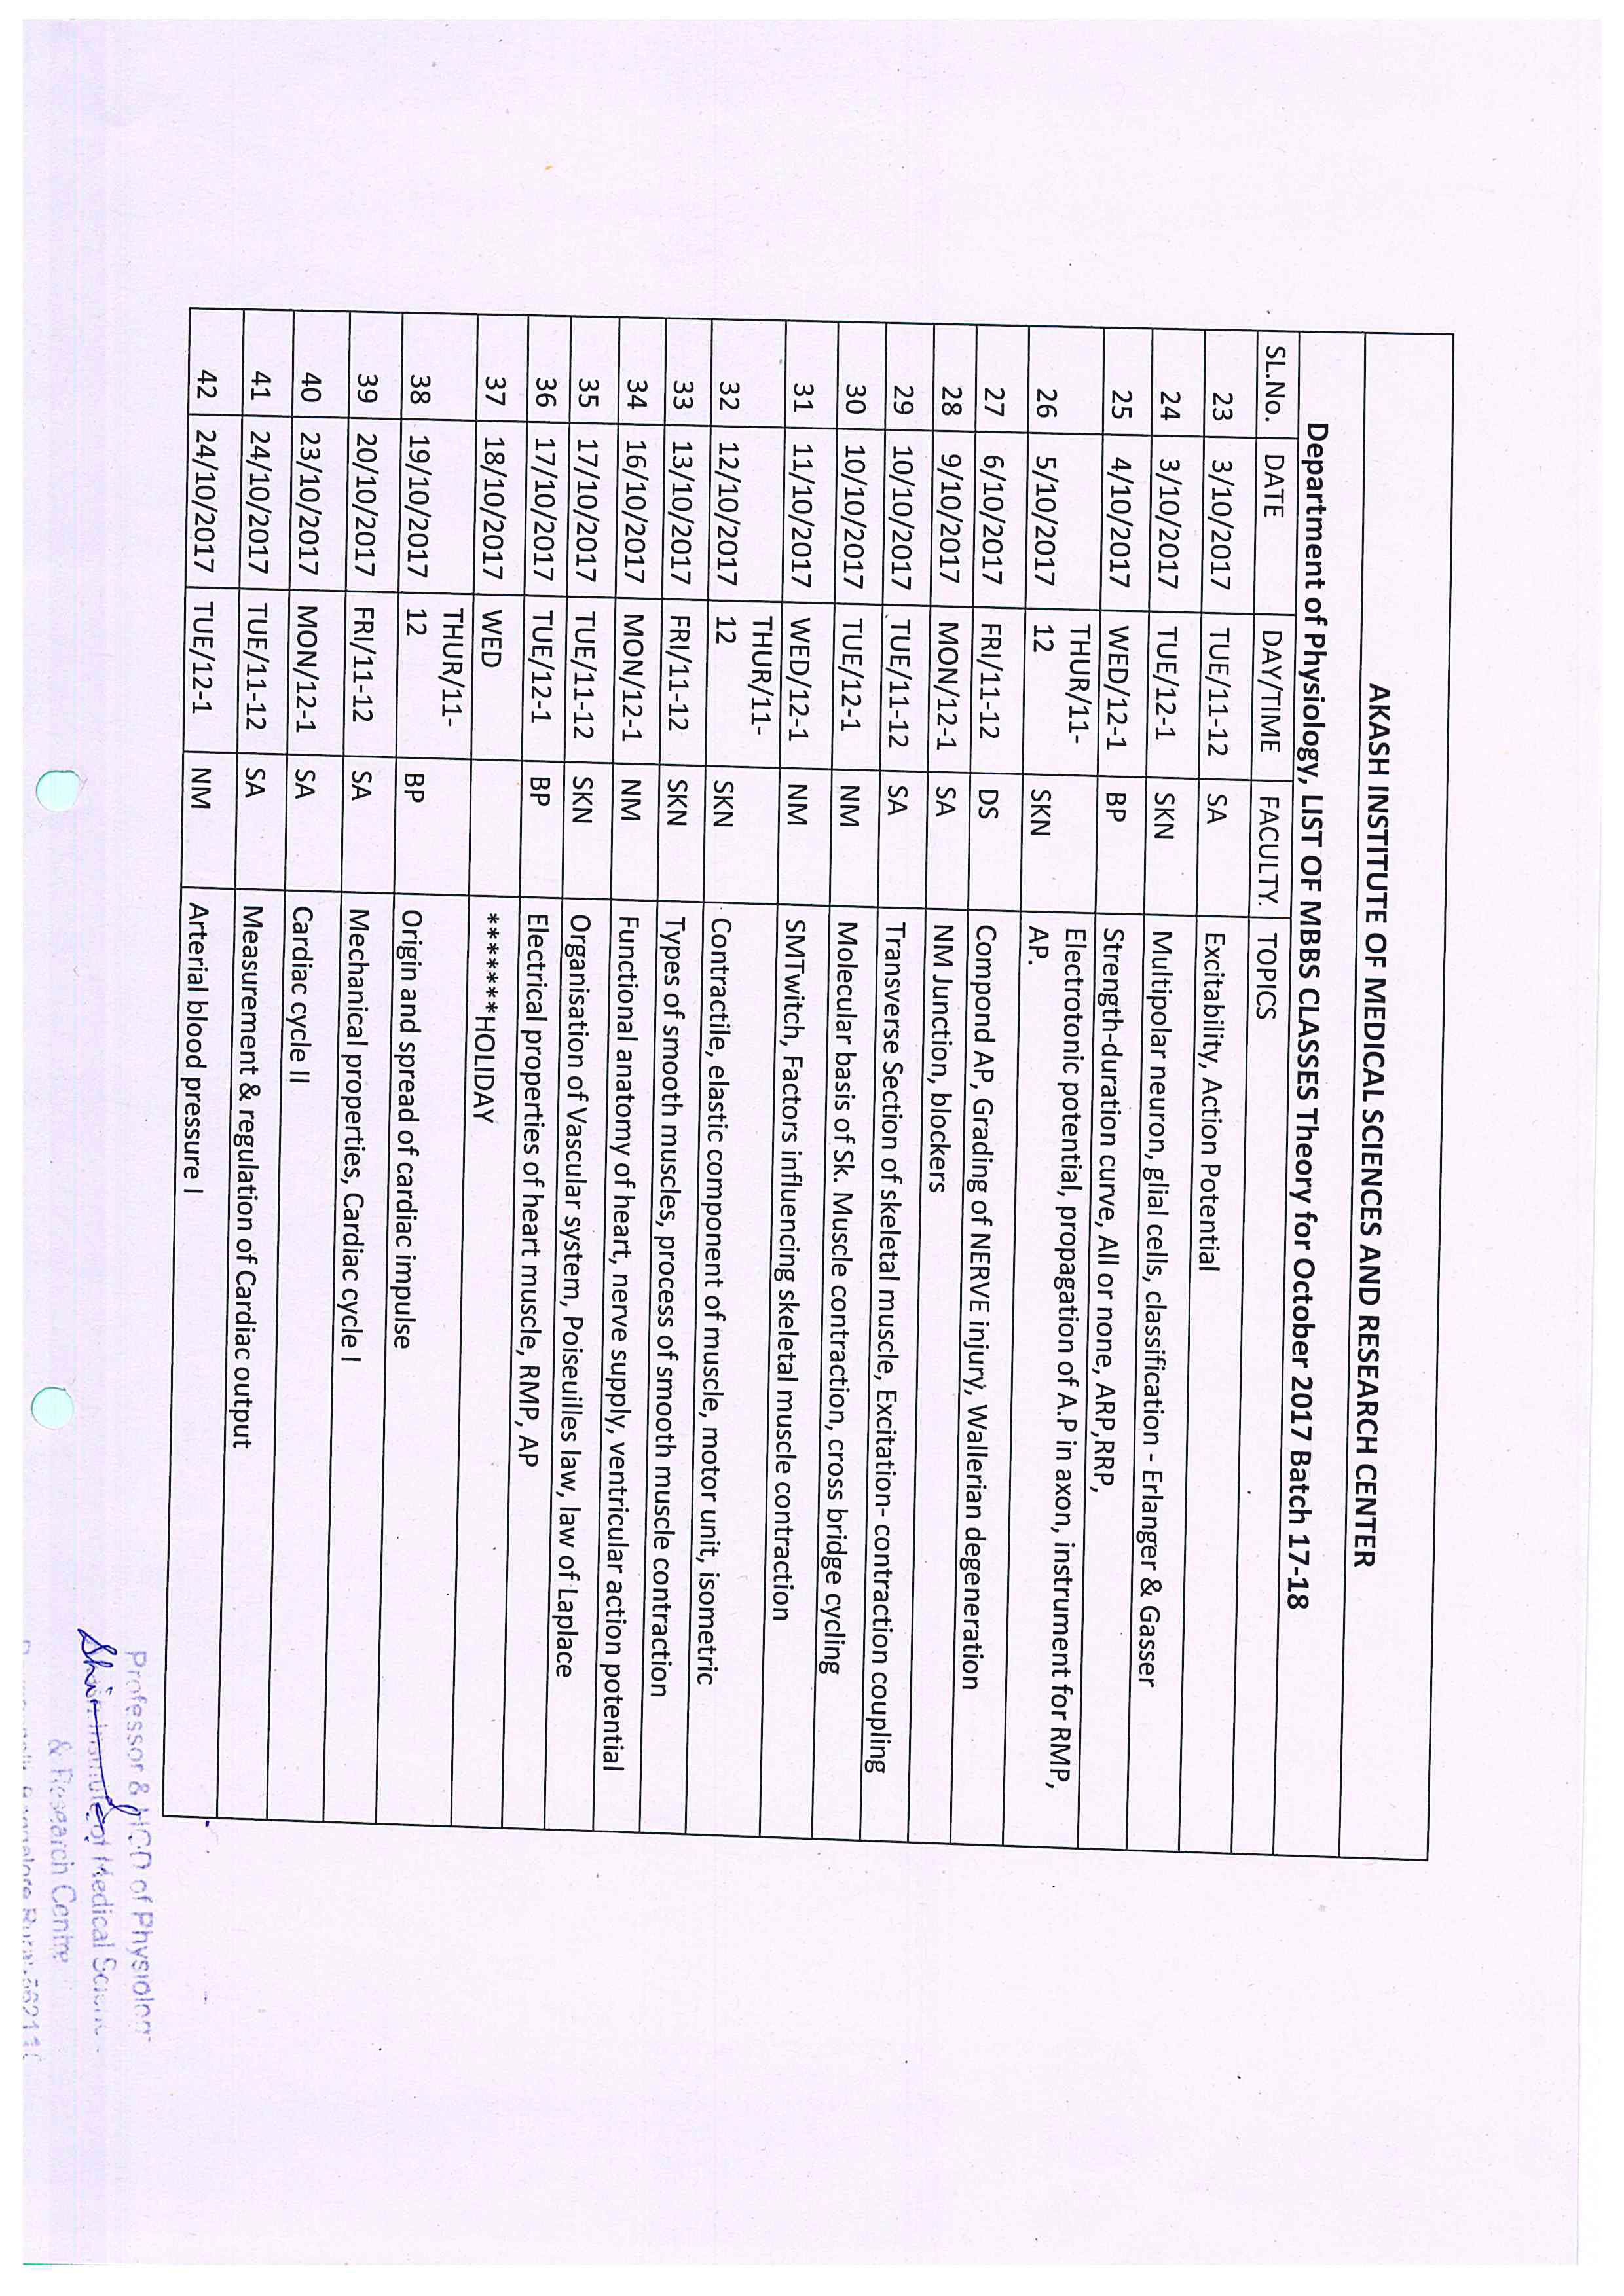 AKASH INSTITUTE OF MEDICAL SCIENCES AND RESEARCH CENTER
Department of Physiology, LIST OF MBBS CLASSES Theory for October 2017 Batch 17-18
SL.No. DATE DAY/TIME FACULTY. TOPICS
23 3/10/2017 TUE/11-12 SA Excitability, Action Potential
24 3/10/2017 TUE/12-1 SKN Multipolar neuron, glial cells, classification - Erlanger & Gasser
25 4/10/2017 WED/12-1 BP Strength-duration curve, All or none, ARP,RRP,
26 5/10/2017 THUR/11- SKN Electrotonic potential, propagation of A.P in axon, instrument for RMP,
12 AP.
27 6/10/2017 FRI/11-12 DS Compond AP, Grading of NERVE injury, Wallerian degeneration
28 9/10/2017 MON/12-1 SA NM Junction, blockers
29 10/10/2017 TUE/11-12 SA Transverse Section of skeletal muscle, Excitation- contraction coupling
30 10/10/2017 TUE/12-1 NM Molecular basis of Sk. Muscle contraction, cross bridge cycling
31 11/10/2017 WED/12-1 NM SMTwitch, Factors influencing skeletal muscle contraction
THUR/11-
32 12/10/2017 12 SKN Contractile, elastic component of muscle, motor unit, isometric
33 13/10/2017 FRI/11-12 SKN Types of smooth muscles, process of smooth muscle contraction
34 16/10/2017 MON/12-1 NM Functional anatomy of heart, nerve supply, ventricular action potential
35 17/10/2017 TUE/11-12 SKN Organisation of Vascular system, Poiseuilles law, law of Laplace
36 17/10/2017 TUE/12-1 BP Electrical properties of heart muscle, RMP, AP
37 18/10/2017 WED *******HOLIDAY
THUR/11-
38 19/10/2017 12 BP Origin and spread of cardiac impulse
39 20/10/2017 FRI/11-12 SA Mechanical properties, Cardiac cycle I
40 23/10/2017 MON/12-1 SA Cardiac cycle II
41 24/10/2017 TUE/11-12 SA Measurement & regulation of Cardiac output
42 24/10/2017 TUE/12-1 NM Arterial blood pressure I
Professor & HOD of Physiology
of Medical
& Research Centre